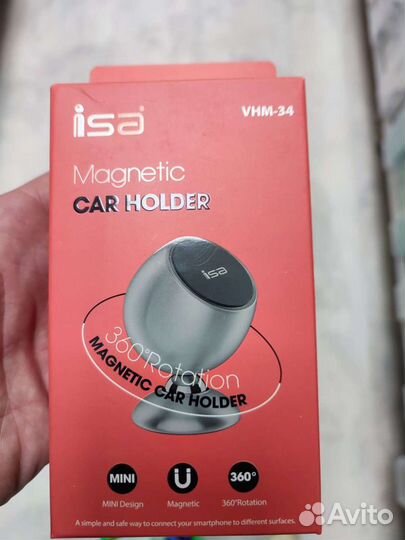 isa VHM-34
Magnetic
CAR HOLDER
isa
360°Rotation
MAGNETIC CAR HOLDER
MINI 360°
MINI Design Magnetic 360°Rotation
A simple and safe way to connect your smartphone to different surfaces.
Avito